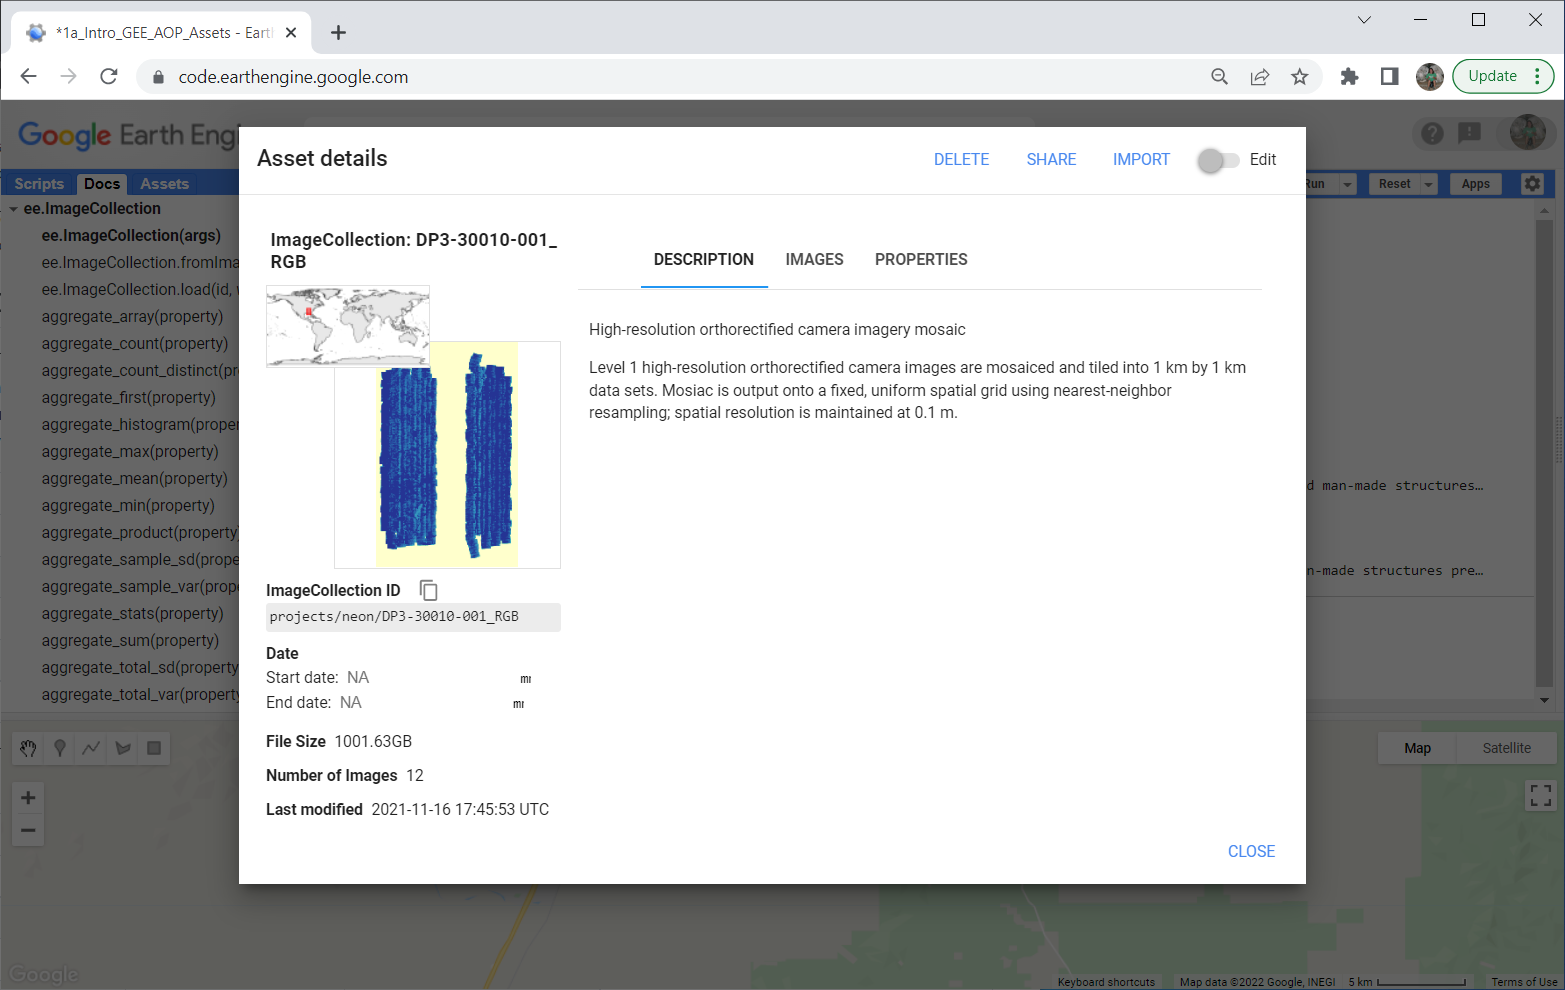 *1a_Intro_GEE_AOP_Assets - Eart
code.earthengine.google.com
Update
Google Earth Engi
Scripts Docs Assets
Run Reset Apps
ee.ImageCollection
ee.ImageCollection(args)
ee.ImageCollection.fromIma
ee.ImageCollection.load(id,
aggregate_array(property)
aggregate_count(property)
aggregate_count_distinct(pr
aggregate_first(property)
aggregate_histogram(proper
aggregate_max(property)
aggregate_mean(property)
aggregate_min(property)
aggregate_product(property)
aggregate_sample_sd(prope
aggregate_sample_var(prop
aggregate_stats(property)
aggregate_sum(property)
aggregate_total_sd(property
aggregate_total_var(property
Asset details
DELETE SHARE IMPORT Edit
ImageCollection: DP3-30010-001_
RGB
DESCRIPTION IMAGES PROPERTIES
High-resolution orthorectified camera imagery mosaic
Level 1 high-resolution orthorectified camera images are mosaiced and tiled into 1 km by 1 km
data sets. Mosiac is output onto a fixed, uniform spatial grid using nearest-neighbor
resampling; spatial resolution is maintained at 0.1 m.
ImageCollection ID
projects/neon/DP3-30010-001_RGB
Date
Start date: NA
End date: NA
File Size 1001.63GB
Number of Images 12
Last modified 2021-11-16 17:45:53 UTC
CLOSE
d man-made structures…
n-made structures pre…
Map Satellite
Google
Keyboard shortcuts Map data ©2022 Google, INEGI 5 km Terms of Use